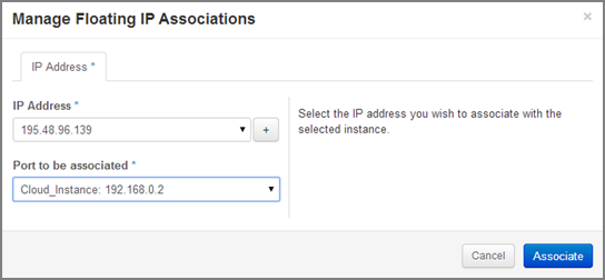 Manage Floating IP Associations
×
IP Address *
IP Address *
195.48.96.139
+
Select the IP address you wish to associate with the
selected instance.
Port to be associated *
Cloud_Instance: 192.168.0.2
Cancel
Associate